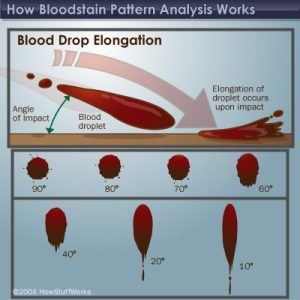 How Bloodstain Pattern Analysis Works
Blood Drop Elongation
Elongation of
droplet occurs
upon impact
Angle
of impact
Blood
droplet
90° 80° 70° 60°
40° 20° 10°
©2008 HowStuffWorks